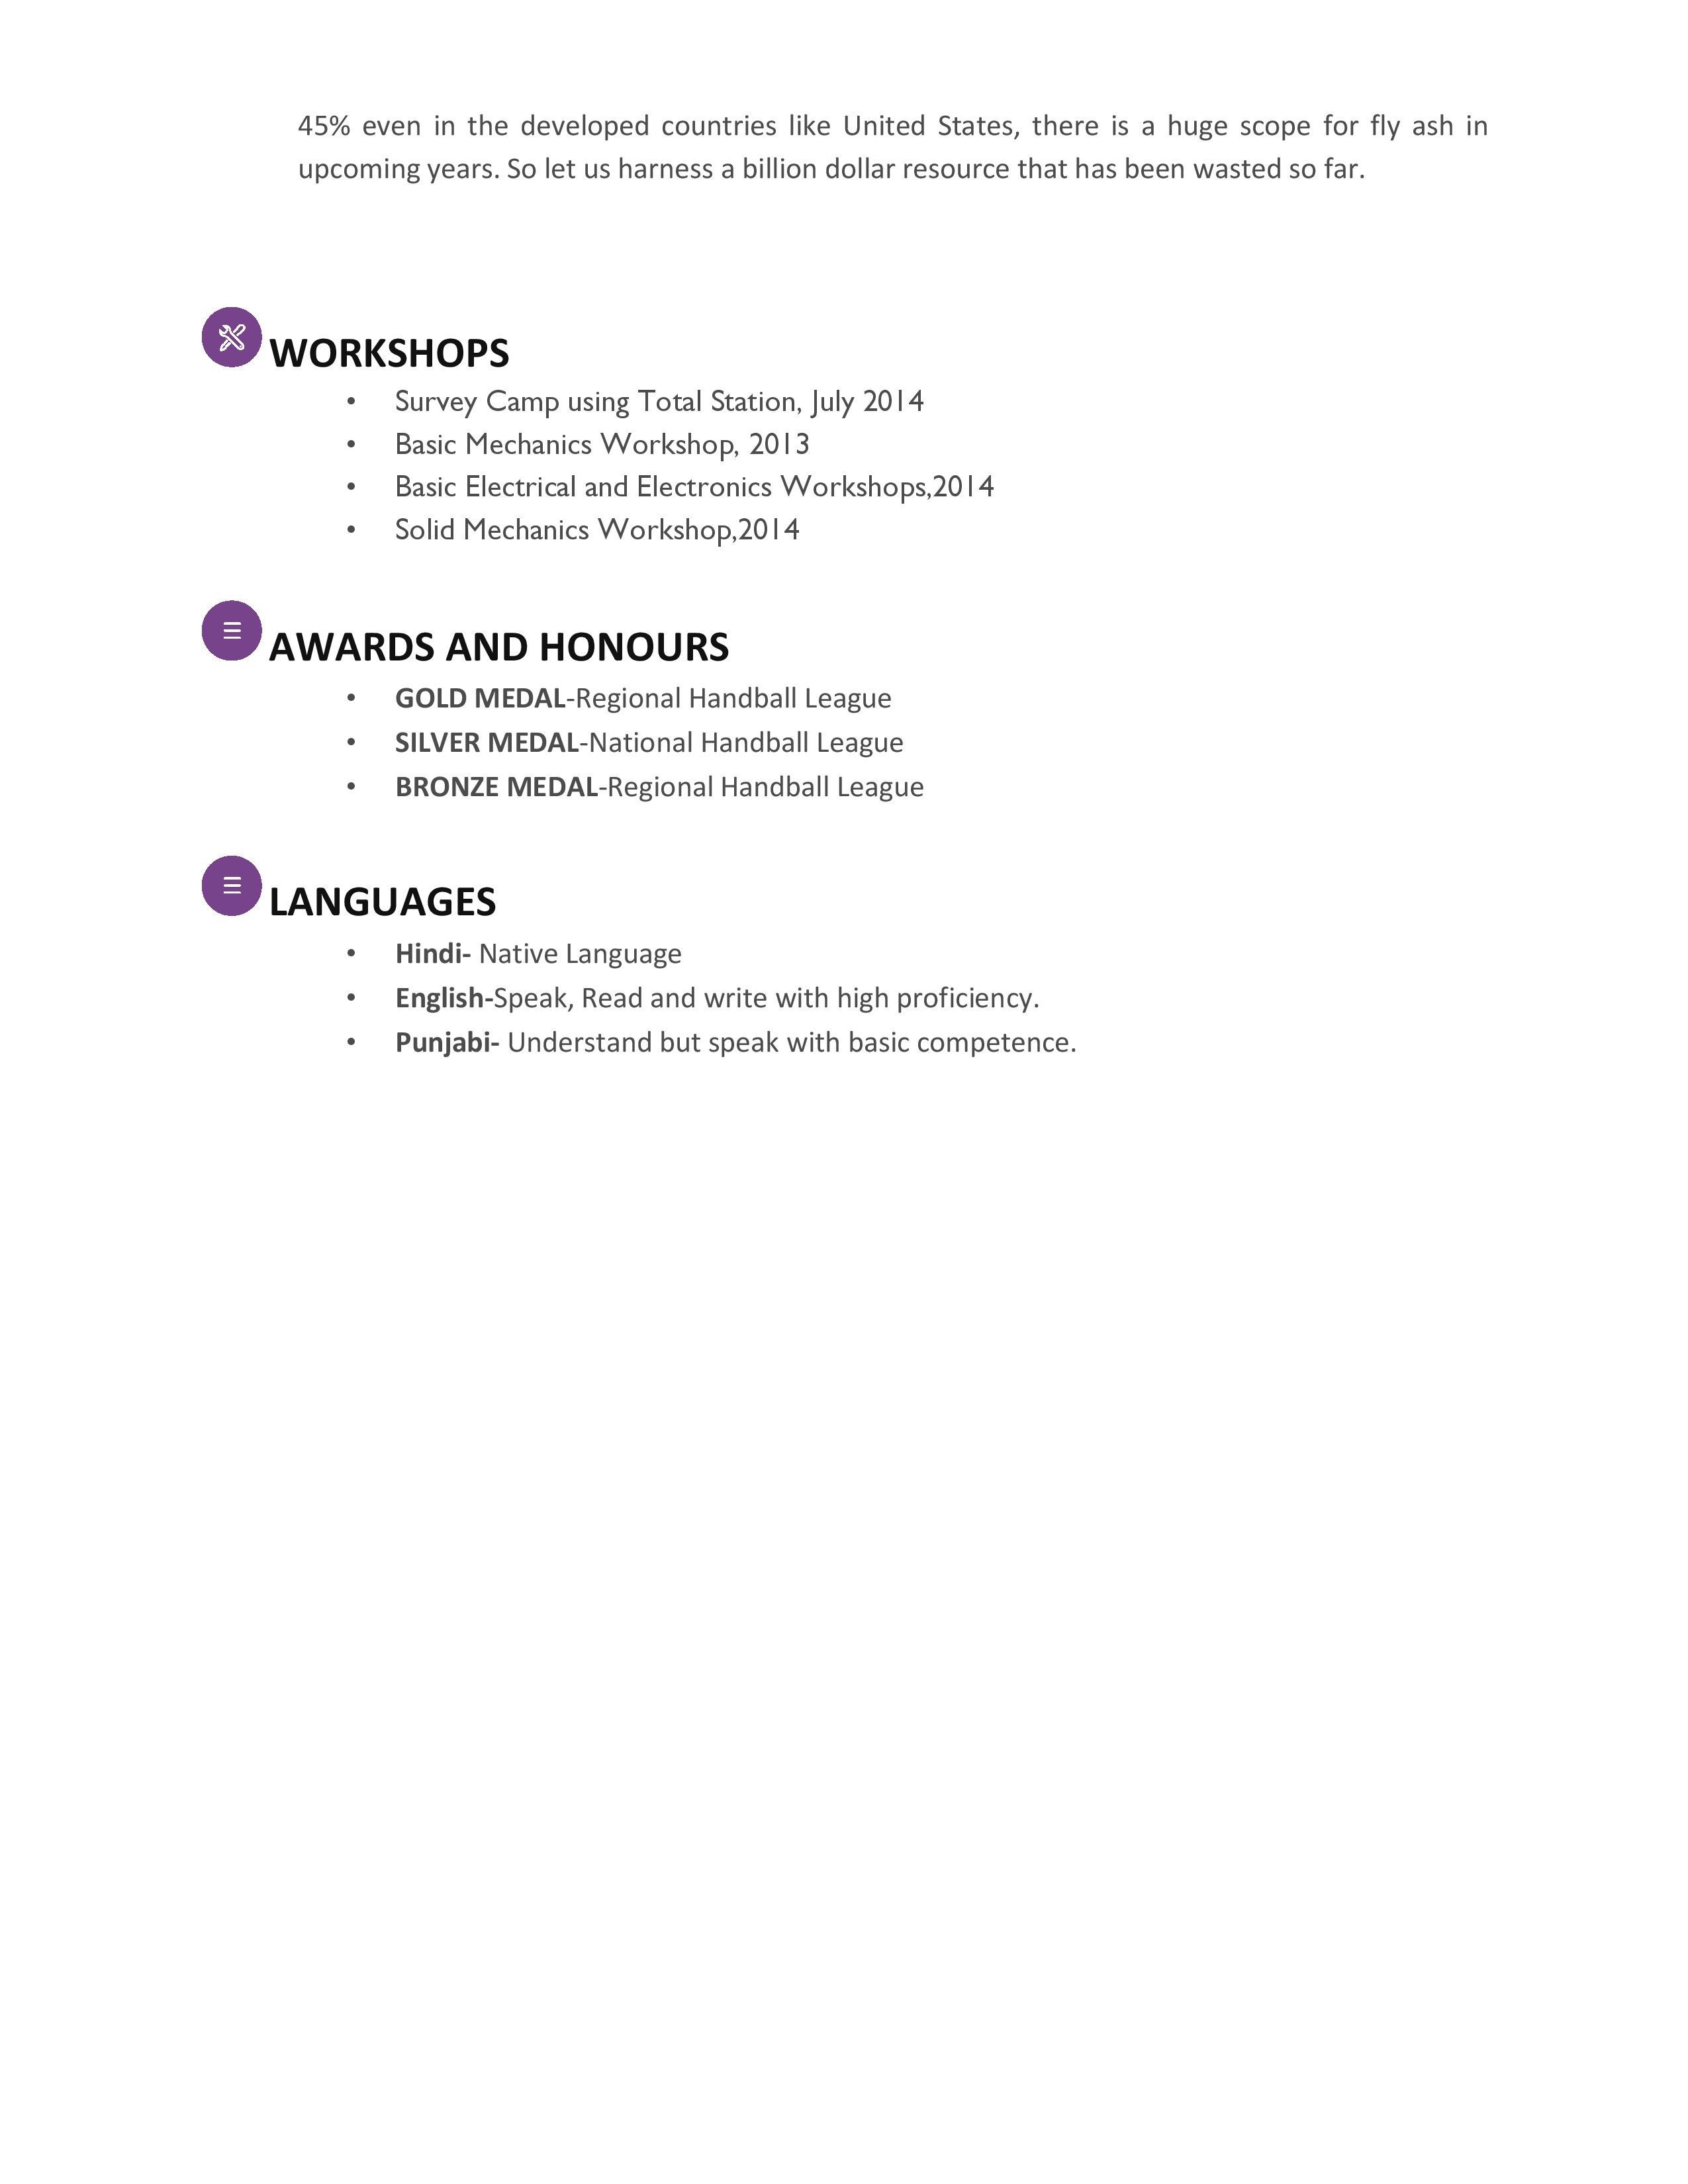 45% even in the developed countries like United States, there is a huge scope for fly ash in
upcoming years. So let us harness a billion dollar resource that has been wasted so far.
WORKSHOPS
• Survey Camp using Total Station, July 2014
• Basic Mechanics Workshop, 2013
• Basic Electrical and Electronics Workshops,2014
• Solid Mechanics Workshop,2014
AWARDS AND HONOURS
• GOLD MEDAL-Regional Handball League
• SILVER MEDAL-National Handball League
• BRONZE MEDAL-Regional Handball League
LANGUAGES
• Hindi- Native Language
• English-Speak, Read and write with high proficiency.
• Punjabi- Understand but speak with basic competence.